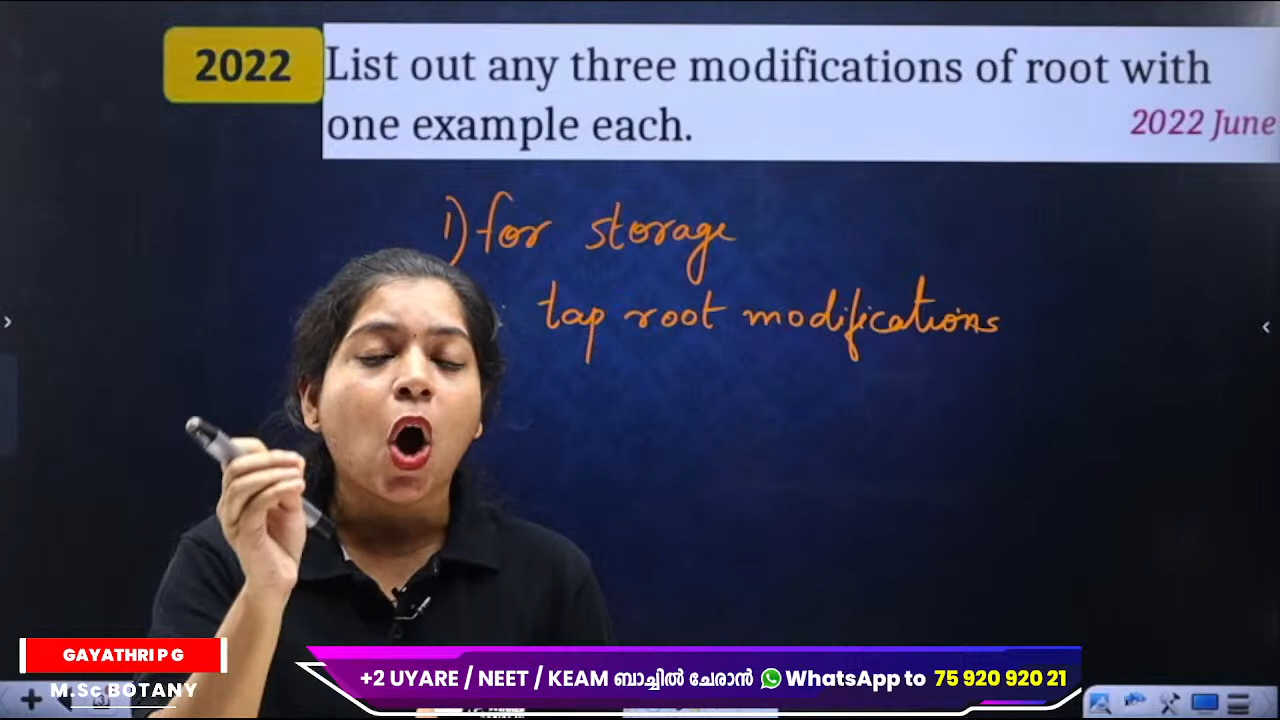 2022
List out any three modifications of root with
one example each.
2022 June
1) for storage
tap root modifications
GAYATHRI P G
M.Sc BOTANY
+2 UYARE / NEET / KEAM ബാച്ചിൽ ചേരാൻ WhatsApp to 75 920 920 21